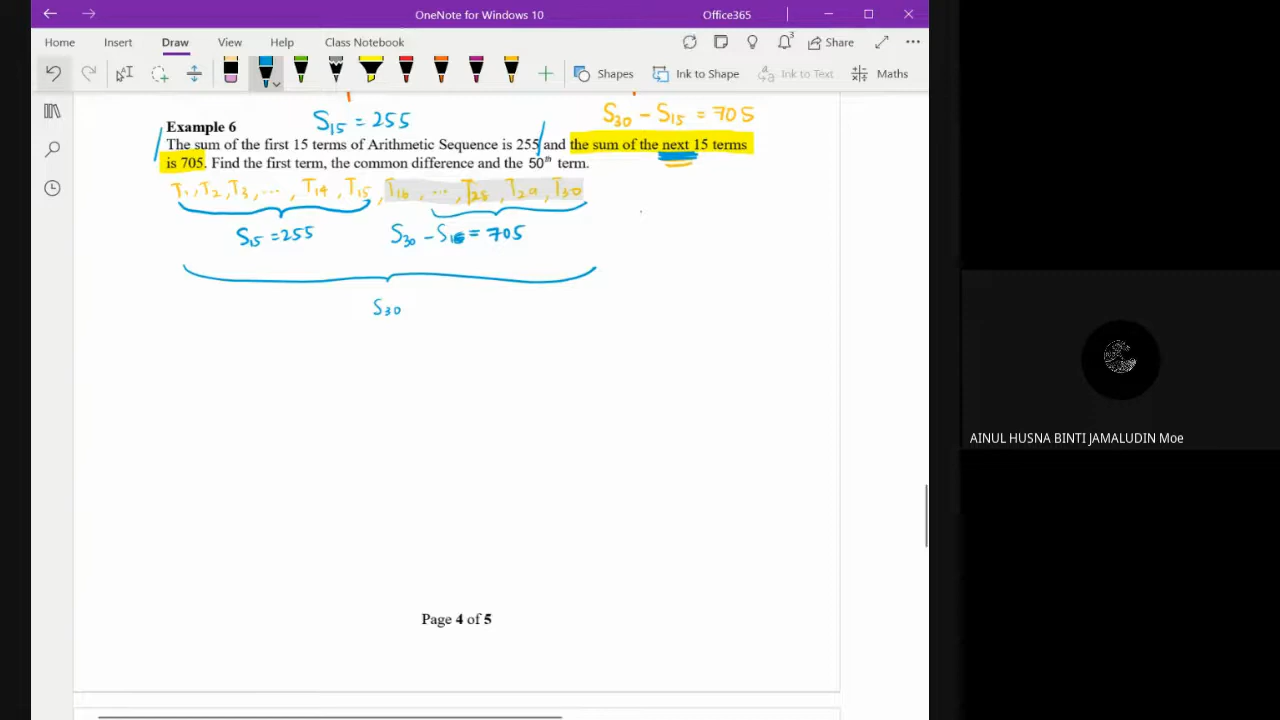 OneNote for Windows 10
Office365
Home Insert Draw View Help Class Notebook
3
Share
Shapes
Ink to Shape
Ink to Text
Maths
S15 = 255
S30 - S15 = 705
Example 6
The sum of the first 15 terms of Arithmetic Sequence is 255 and the sum of the next 15 terms
is 705. Find the first term, the common difference and the 50th term.
T1, T2, T3, ... , T14, T15, T16, ... , T28, T29, T30
S15 = 255
S30 - S15 = 705
S30
Page 4 of 5
AINUL HUSNA BINTI JAMALUDIN Moe